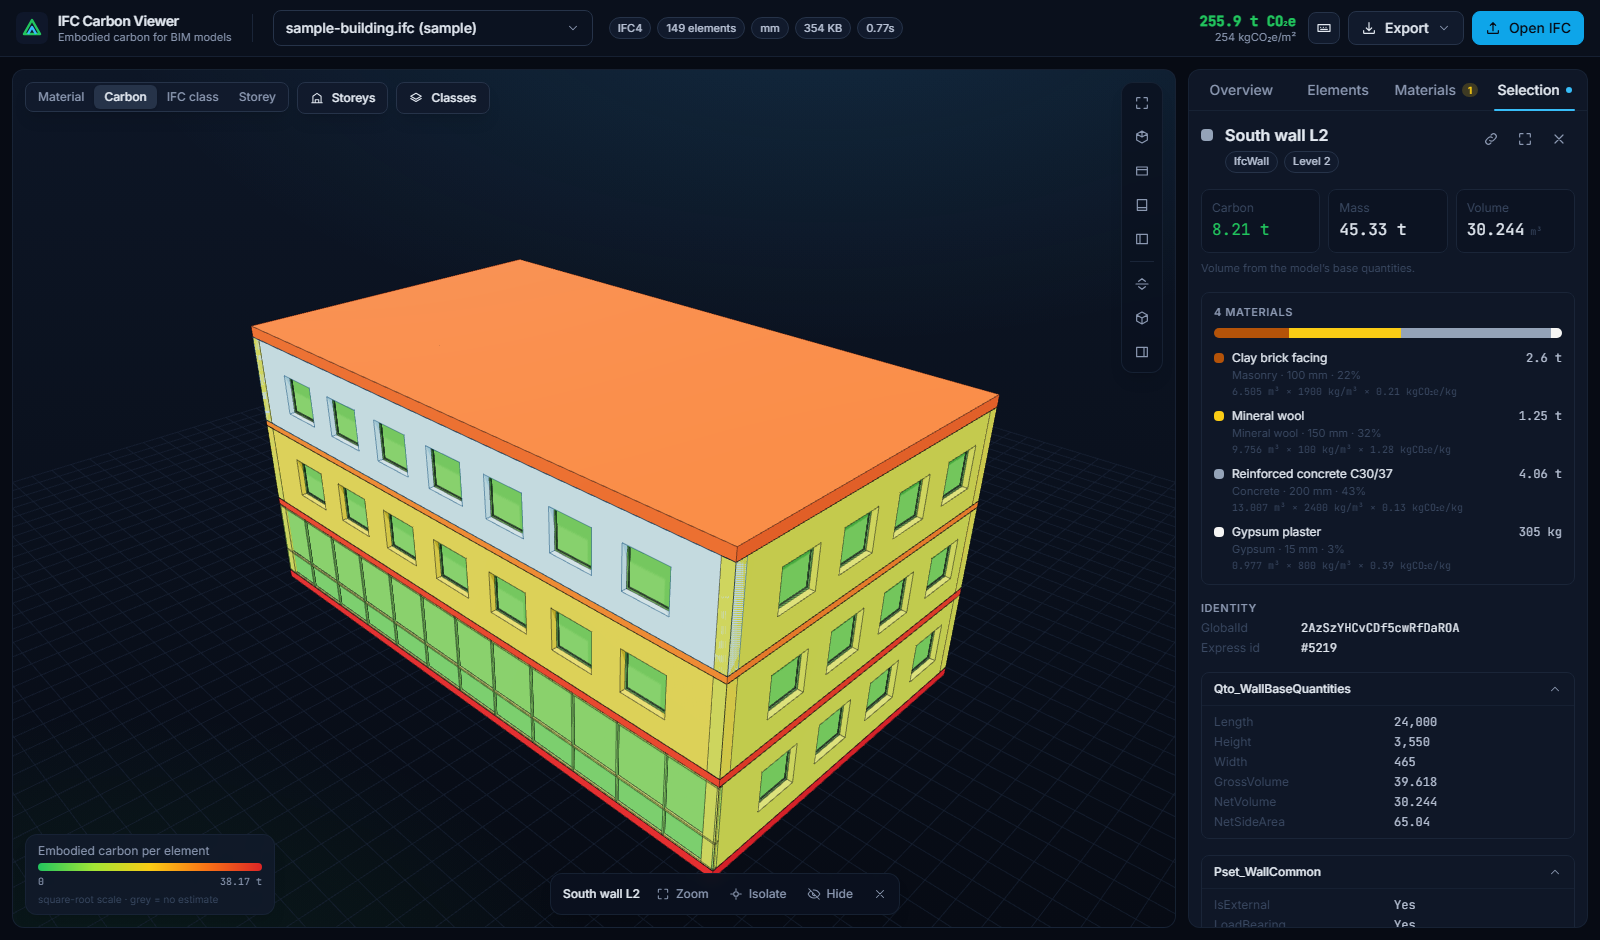 IFC Carbon Viewer
Embodied carbon for BIM models
sample-building.ifc (sample)
IFC4
149 elements
mm
354 KB
0.77s
255.9 t CO₂e
254 kgCO₂e/m²
Export
Open IFC
Material
Carbon
IFC class
Storey
Storeys
Classes
Overview
Elements
Materials 1
Selection
South wall L2
IfcWall
Level 2
Carbon
8.21 t
Mass
45.33 t
Volume
30.244 m³
Volume from the model's base quantities.
4 MATERIALS
Clay brick facing 2.6 t
Masonry · 100 mm · 22%
6.505 m³ × 1900 kg/m³ × 0.21 kgCO₂e/kg
Mineral wool 1.25 t
Mineral wool · 150 mm · 32%
9.756 m³ × 100 kg/m³ × 1.28 kgCO₂e/kg
Reinforced concrete C30/37 4.06 t
Concrete · 200 mm · 43%
13.007 m³ × 2400 kg/m³ × 0.13 kgCO₂e/kg
Gypsum plaster 305 kg
Gypsum · 15 mm · 3%
0.977 m³ × 800 kg/m³ × 0.39 kgCO₂e/kg
IDENTITY
GlobalId 2AzSzYHCvCDf5cwRfDaROA
Express id #5219
Qto_WallBaseQuantities
Length 24,000
Height 3,550
Width 465
GrossVolume 39.618
NetVolume 30.244
NetSideArea 65.04
Pset_WallCommon
IsExternal Yes
LoadBearing Yes
Embodied carbon per element
0 38.17 t
square-root scale · grey = no estimate
South wall L2
Zoom
Isolate
Hide